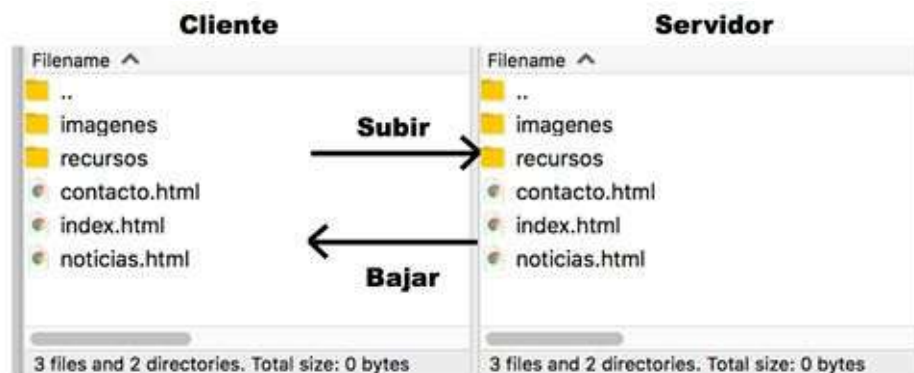 Cliente
Servidor
Filename
..
imagenes
recursos
contacto.html
index.html
noticias.html
3 files and 2 directories. Total size: 0 bytes
Subir
Bajar
Filename
..
imagenes
recursos
contacto.html
index.html
noticias.html
3 files and 2 directories. Total size: 0 bytes